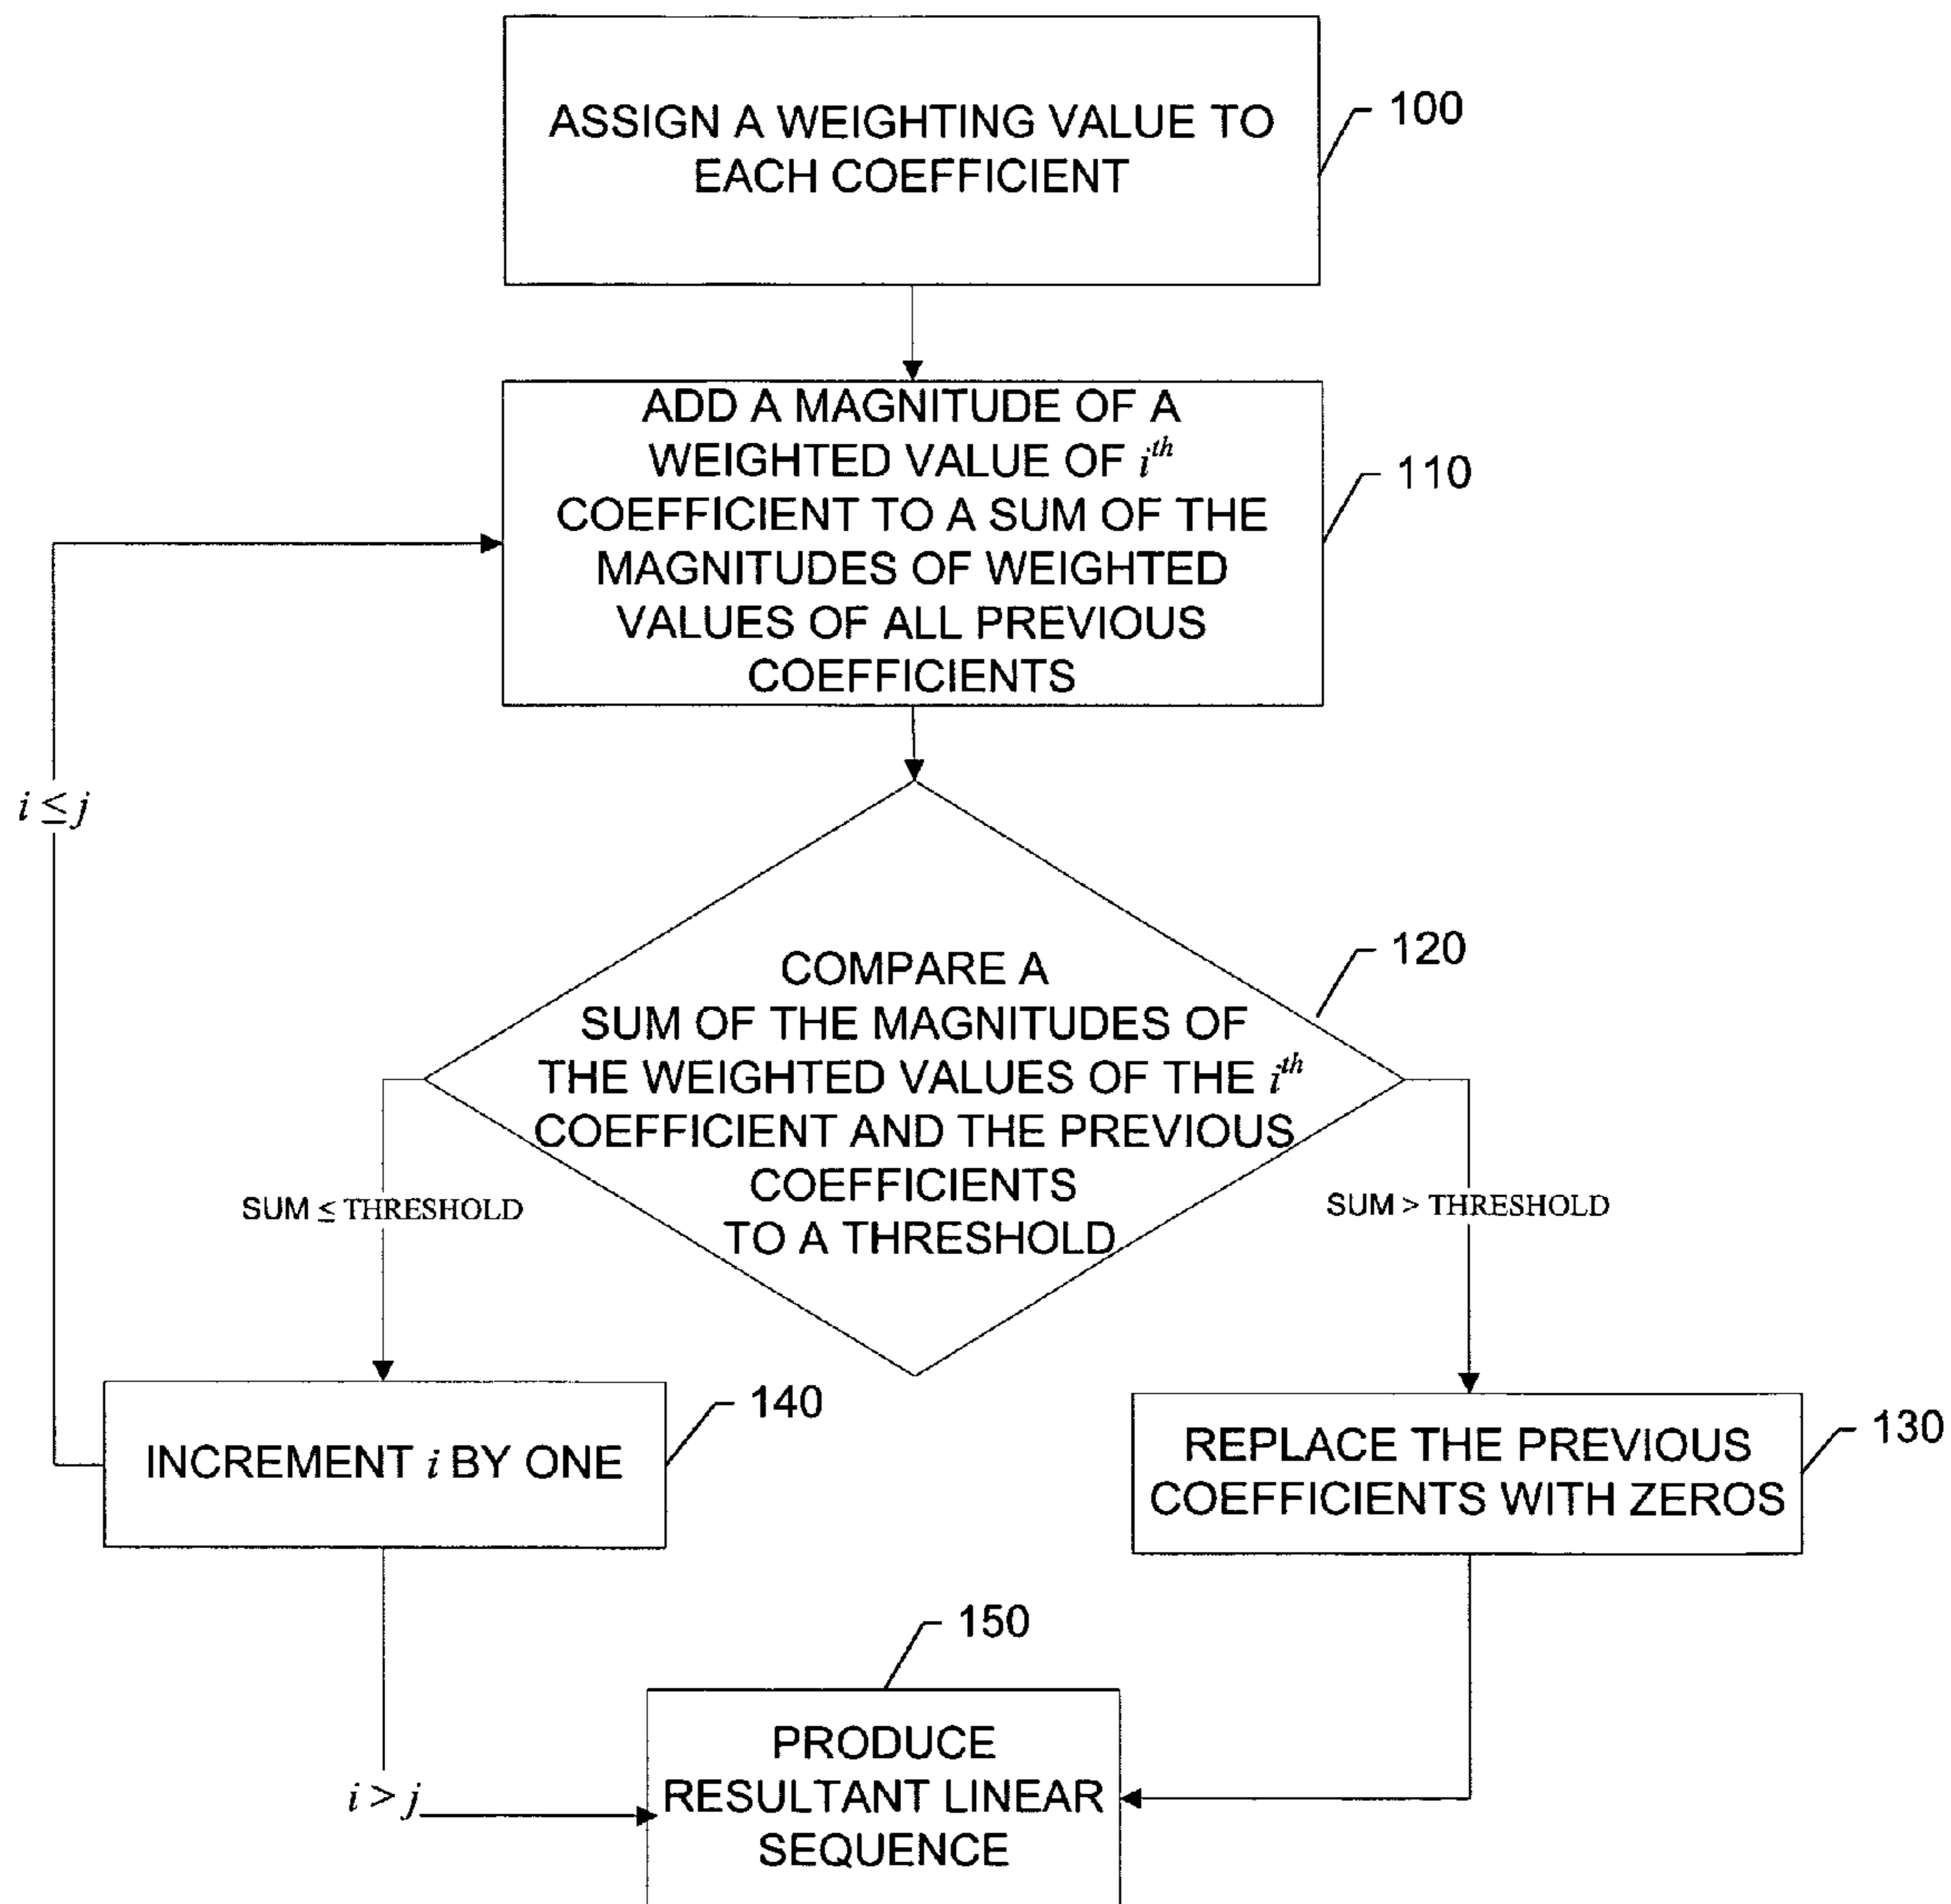 ASSIGN A WEIGHTING VALUE TO
EACH COEFFICIENT
100
ADD A MAGNITUDE OF A
WEIGHTED VALUE OF i^th
COEFFICIENT TO A SUM OF THE
MAGNITUDES OF WEIGHTED
VALUES OF ALL PREVIOUS
COEFFICIENTS
110
i ≤ j
COMPARE A
SUM OF THE MAGNITUDES OF
THE WEIGHTED VALUES OF THE i^th
COEFFICIENT AND THE PREVIOUS
COEFFICIENTS
TO A THRESHOLD
120
SUM ≤ THRESHOLD
SUM > THRESHOLD
INCREMENT i BY ONE
140
REPLACE THE PREVIOUS
COEFFICIENTS WITH ZEROS
130
150
i > j
PRODUCE
RESULTANT LINEAR
SEQUENCE